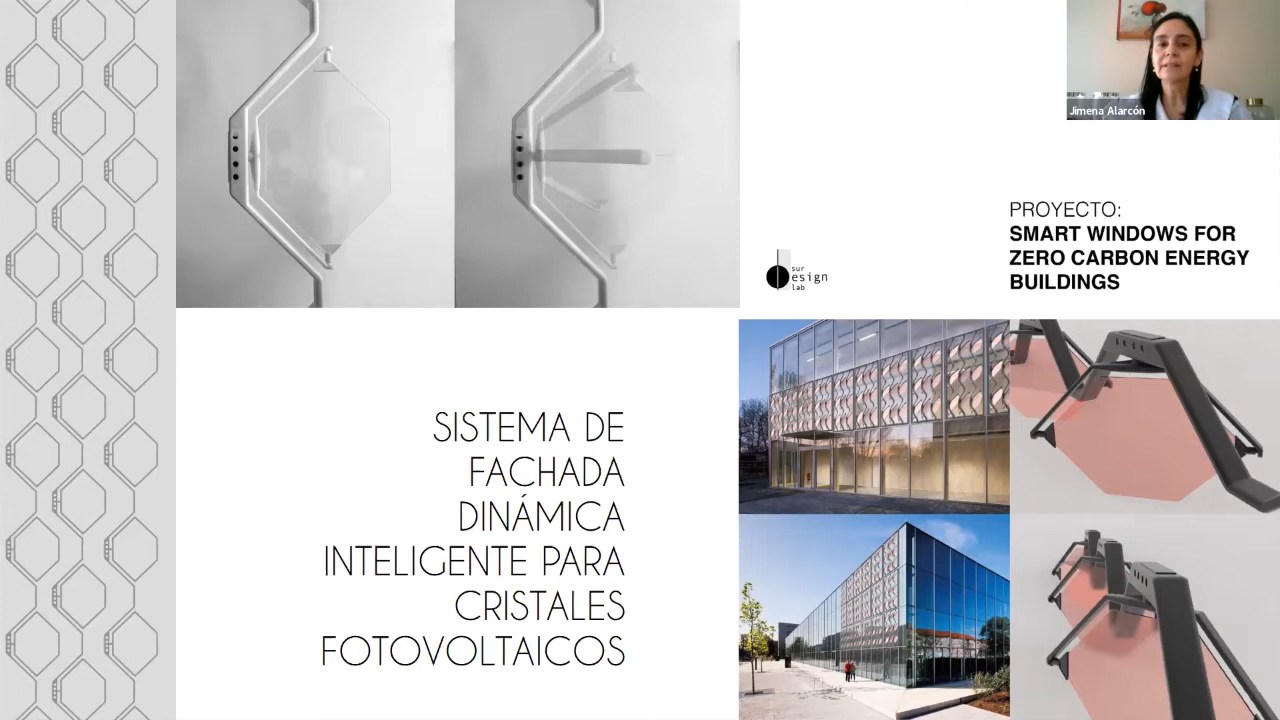 Jimena Alarcón
PROYECTO:
SMART WINDOWS FOR
ZERO CARBON ENERGY
BUILDINGS
sur
design
lab
SISTEMA DE
FACHADA
DINÁMICA
INTELIGENTE PARA
CRISTALES
FOTOVOLTAICOS